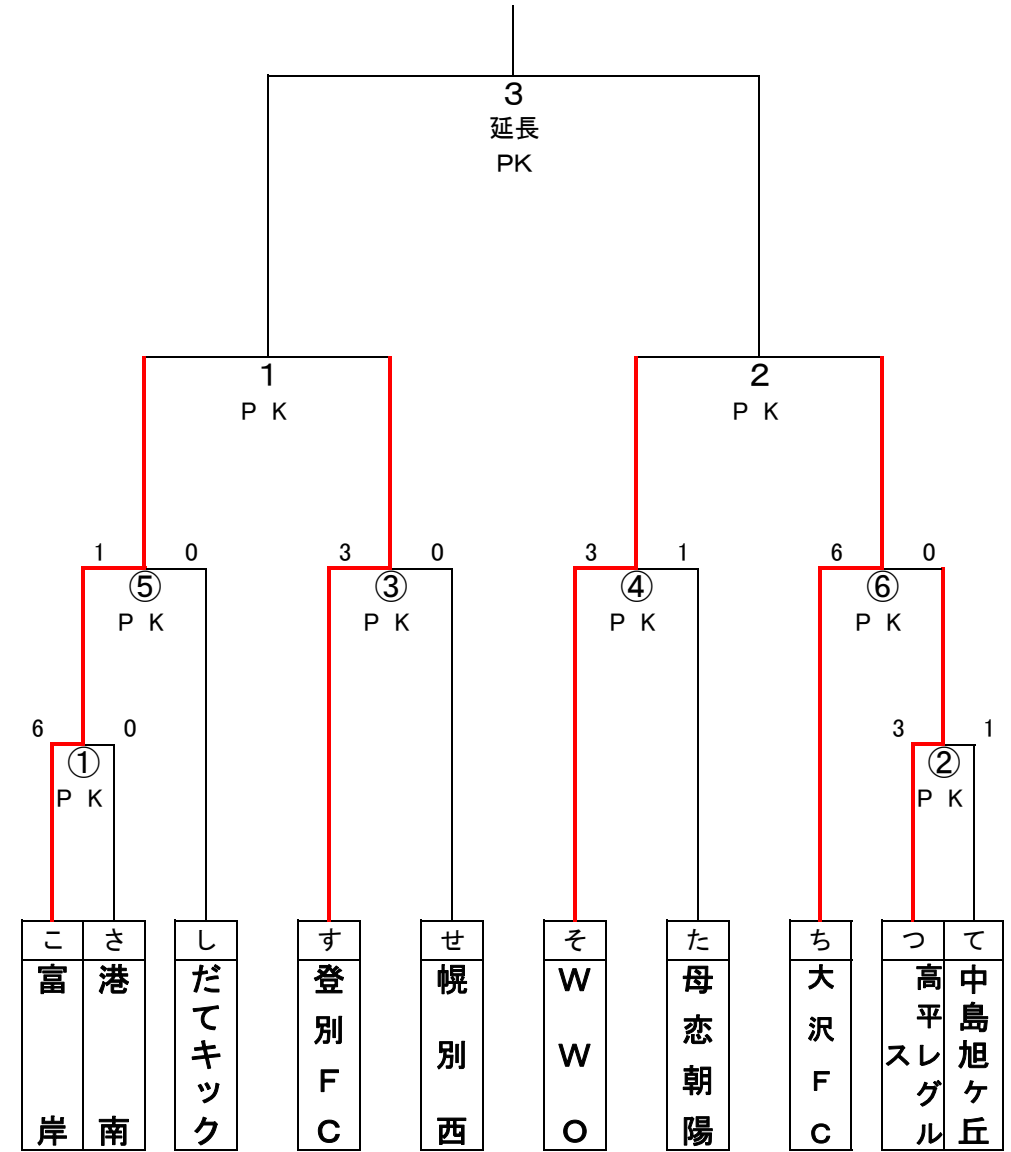 3
延長
PK
1
2
P K
P K
1 0 3 0 3 1 6 0
⑤ ③ ④ ⑥
P K P K P K P K
6 0 3 1
① ②
P K P K
こ さ し す せ そ た ち つ て
富岸
港南
だてキック
登別FC
幌別西
WWO
母恋朝陽
大沢FC
高平レグルス
中島旭ヶ丘